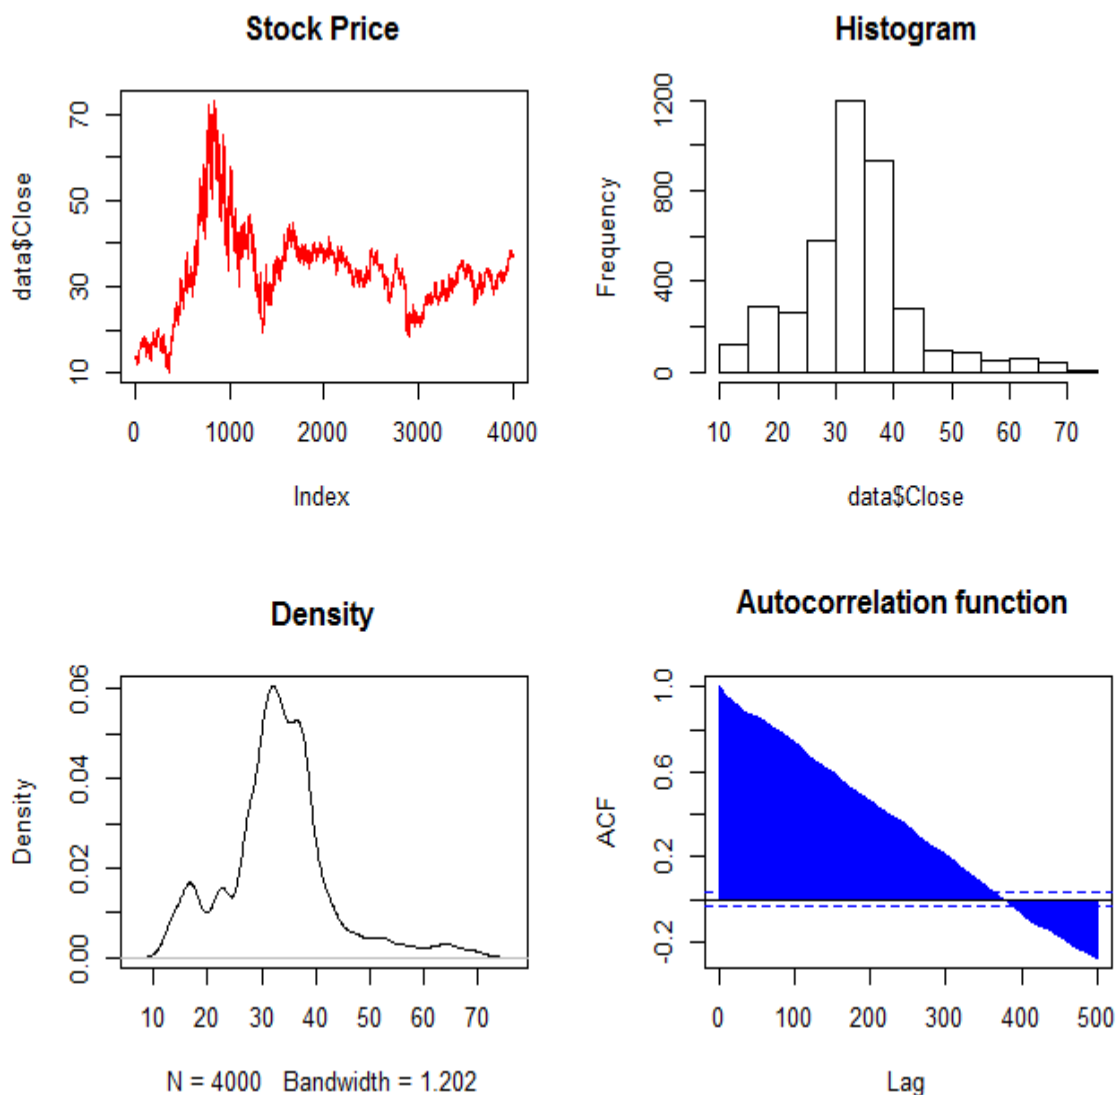 Stock Price
data$Close
70
50
30
10
0 1000 2000 3000 4000
Index
Histogram
Frequency
1200
800
400
0
10 20 30 40 50 60 70
data$Close
Density
Density
0.06
0.04
0.02
0.00
10 20 30 40 50 60 70
N = 4000 Bandwidth = 1.202
Autocorrelation function
ACF
1.0
0.6
0.2
-0.2
0 100 200 300 400 500
Lag